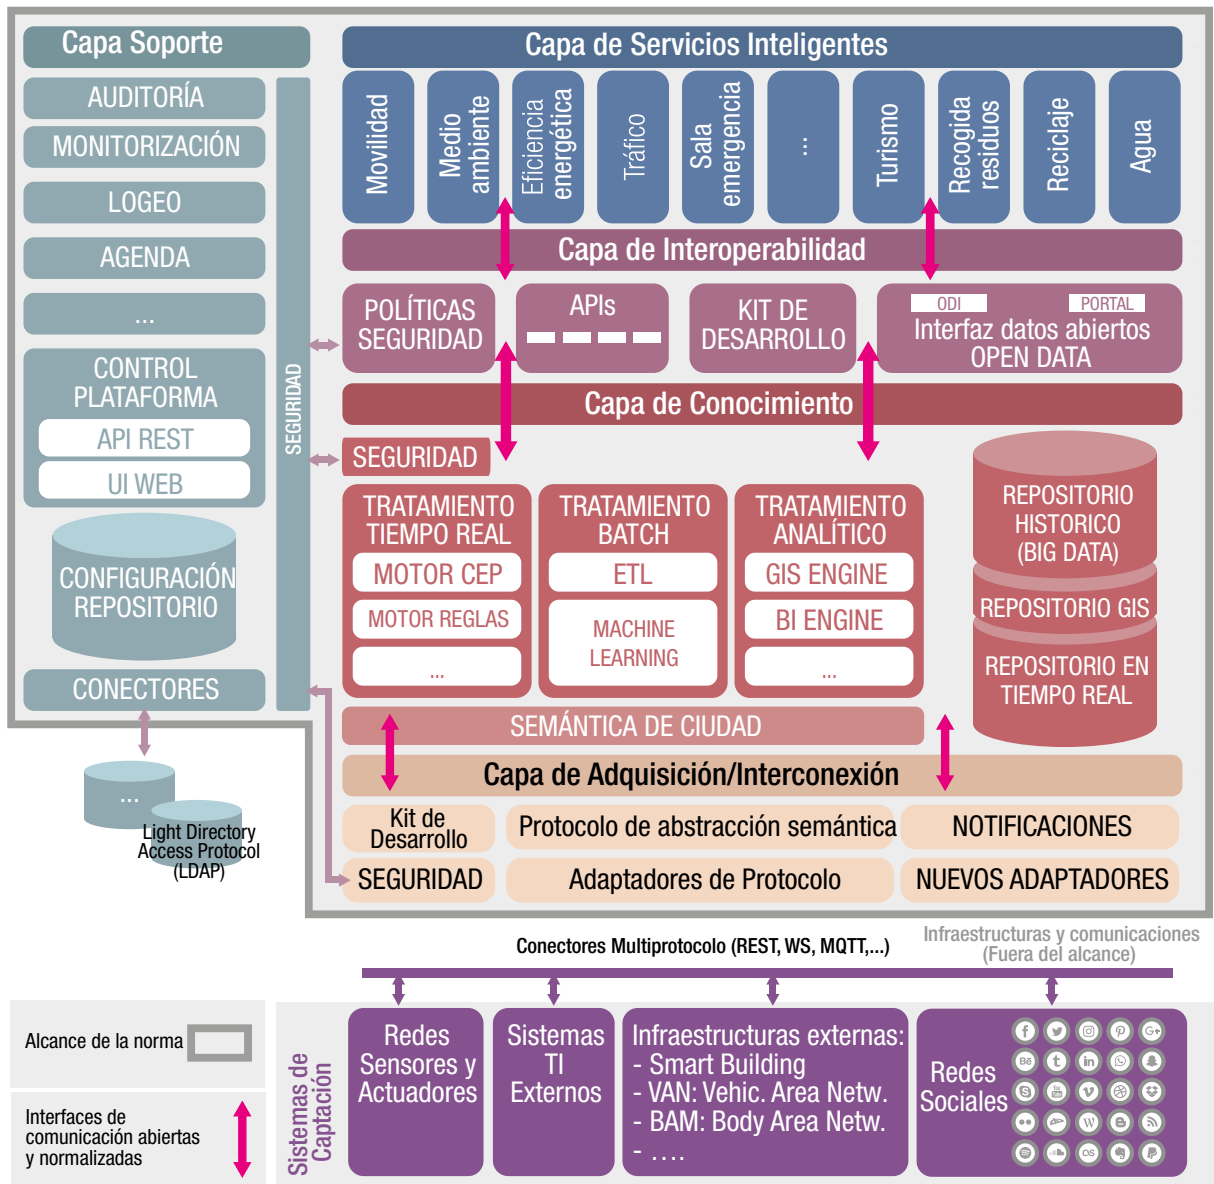 Capa Soporte
AUDITORÍA
MONITORIZACIÓN
LOGEO
AGENDA
...
CONTROL
PLATAFORMA
API REST
UI WEB
CONFIGURACIÓN
REPOSITORIO
CONECTORES
SEGURIDAD
...
Light Directory
Access Protocol
(LDAP)
Capa de Servicios Inteligentes
Movilidad
Medio
ambiente
Eficiencia
energética
Tráfico
Sala
emergencia
...
Turismo
Recogida
residuos
Reciclaje
Agua
Capa de Interoperabilidad
POLÍTICAS
SEGURIDAD
APIs
KIT DE
DESARROLLO
ODI
PORTAL
Interfaz datos abiertos
OPEN DATA
Capa de Conocimiento
SEGURIDAD
TRATAMIENTO
TIEMPO REAL
MOTOR CEP
MOTOR REGLAS
...
TRATAMIENTO
BATCH
ETL
MACHINE
LEARNING
TRATAMIENTO
ANALÍTICO
GIS ENGINE
BI ENGINE
...
REPOSITORIO
HISTORICO
(BIG DATA)
REPOSITORIO GIS
REPOSITORIO EN
TIEMPO REAL
SEMÁNTICA DE CIUDAD
Capa de Adquisición/Interconexión
Kit de
Desarrollo
Protocolo de abstracción semántica
NOTIFICACIONES
SEGURIDAD
Adaptadores de Protocolo
NUEVOS ADAPTADORES
Conectores Multiprotocolo (REST, WS, MQTT,...)
Infraestructuras y comunicaciones
(Fuera del alcance)
Alcance de la norma
Interfaces de
comunicación abiertas
y normalizadas
Sistemas de
Captación
Redes
Sensores y
Actuadores
Sistemas
TI
Externos
Infraestructuras externas:
- Smart Building
- VAN: Vehic. Area Netw.
- BAM: Body Area Netw.
- ….
Redes
Sociales